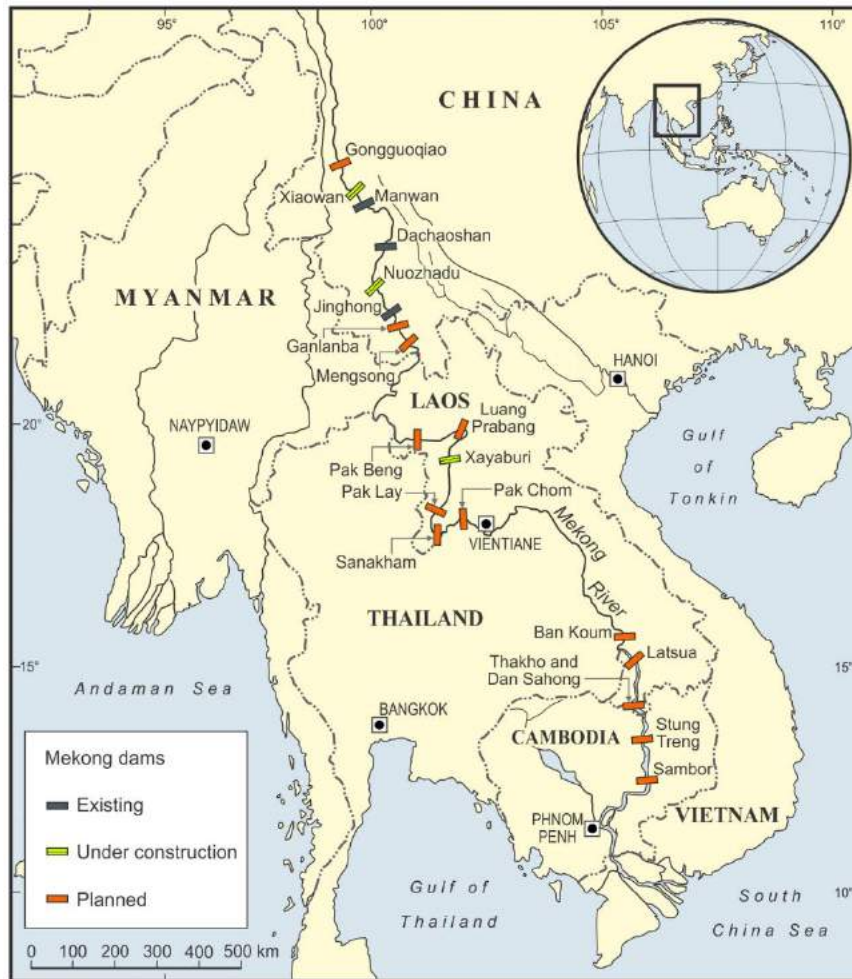 95°
100°
105°
110°
CHINA
Gongguoqiao
Xiaowan
Manwan
Dachaoshan
Nuozhadu
MYANMAR
Jinghong
Ganlanba
Mengsong
HANOI
LAOS
Luang
Prabang
20°
NAYPYIDAW
Gulf
of
Tonkin
Pak Beng
Xayaburi
Pak Lay
Pak Chom
Sanakham
VIENTIANE
Mekong
River
THAILAND
Ban Koum
Latsua
15°
15°
Thakho and
Dan Sahong
Andaman Sea
BANGKOK
CAMBODIA
Stung
Treng
Sambor
PHNOM
PENH
VIETNAM
Mekong dams
Existing
Under construction
Planned
Gulf of
Thailand
10°
South
China Sea
0 100 200 300 400 500 km